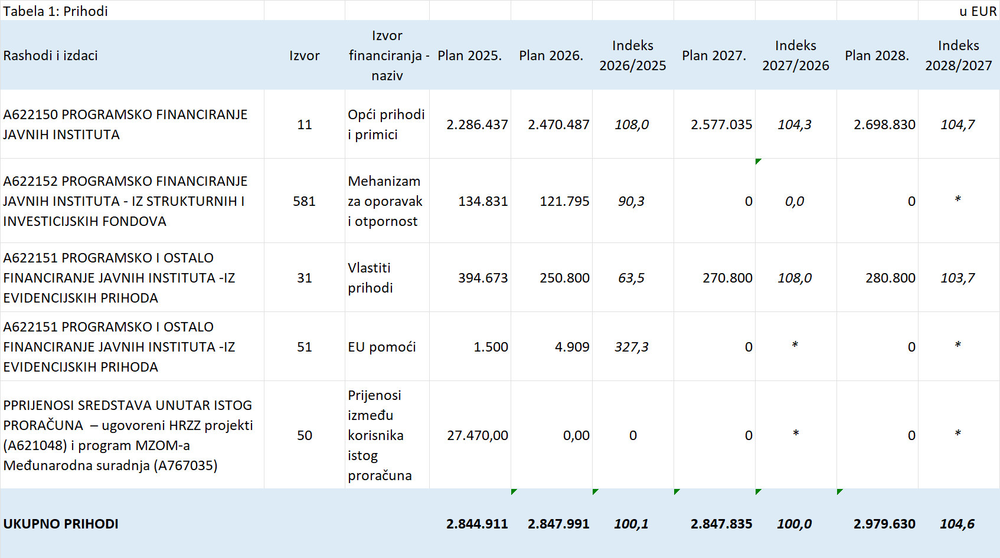 Tabela 1: Prihodi u EUR
Rashodi i izdaci Izvor Izvor financiranja - naziv Plan 2025. Plan 2026. Indeks 2026/2025 Plan 2027. Indeks 2027/2026 Plan 2028. Indeks 2028/2027
A622150 PROGRAMSKO FINANCIRANJE
JAVNIH INSTITUTA
11
Opći prihodi
i primici
2.286.437 2.470.487 108,0 2.577.035 104,3 2.698.830 104,7
A622152 PROGRAMSKO FINANCIRANJE
JAVNIH INSTITUTA - IZ STRUKTURNIH I
INVESTICIJSKIH FONDOVA
581
Mehanizam
za oporavak
i otpornost
134.831 121.795 90,3 0 0,0 0 *
A622151 PROGRAMSKO I OSTALO
FINANCIRANJE JAVNIH INSTITUTA -IZ
EVIDENCIJSKIH PRIHODA
31
Vlastiti
prihodi
394.673 250.800 63,5 270.800 108,0 280.800 103,7
A622151 PROGRAMSKO I OSTALO
FINANCIRANJE JAVNIH INSTITUTA -IZ
EVIDENCIJSKIH PRIHODA
51
EU pomoći
1.500 4.909 327,3 0 * 0 *
PPRIJENOSI SREDSTAVA UNUTAR ISTOG
PRORAČUNA – ugovoreni HRZZ projekti
(A621048) i program MZOM-a
Međunarodna suradnja (A767035)
50
Prijenosi
između
korisnika
istog
proračuna
27.470,00 0,00 0 0 * 0 *
UKUPNO PRIHODI 2.844.911 2.847.991 100,1 2.847.835 100,0 2.979.630 104,6